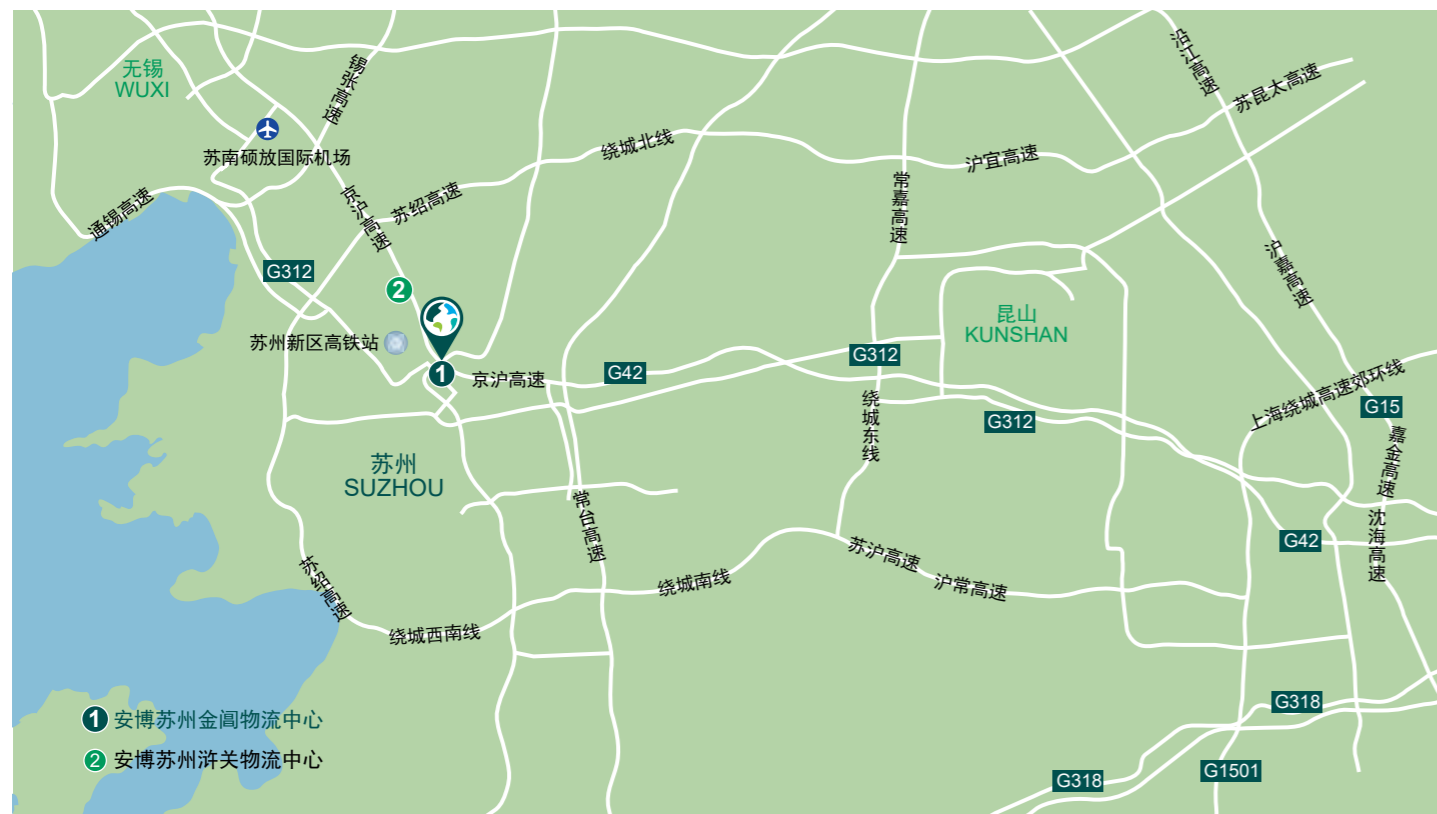 沿江高速
无锡
WUXI
锡张高速
苏昆太高速
苏南硕放国际机场
绕城北线
沪宜高速
京沪高速
苏绍高速
常嘉高速
通锡高速
G312
沪嘉高速
2
昆山
KUNSHAN
苏州新区高铁站
G312
1
京沪高速
G42
上海绕城高速郊环线
G15
绕城东线
G312
嘉金高速
苏州
SUZHOU
常台高速
沈海高速
G42
苏沪高速
沪常高速
苏绍高速
绕城南线
绕城西南线
G318
1 安博苏州金阊物流中心
2 安博苏州浒关物流中心
G318
G1501